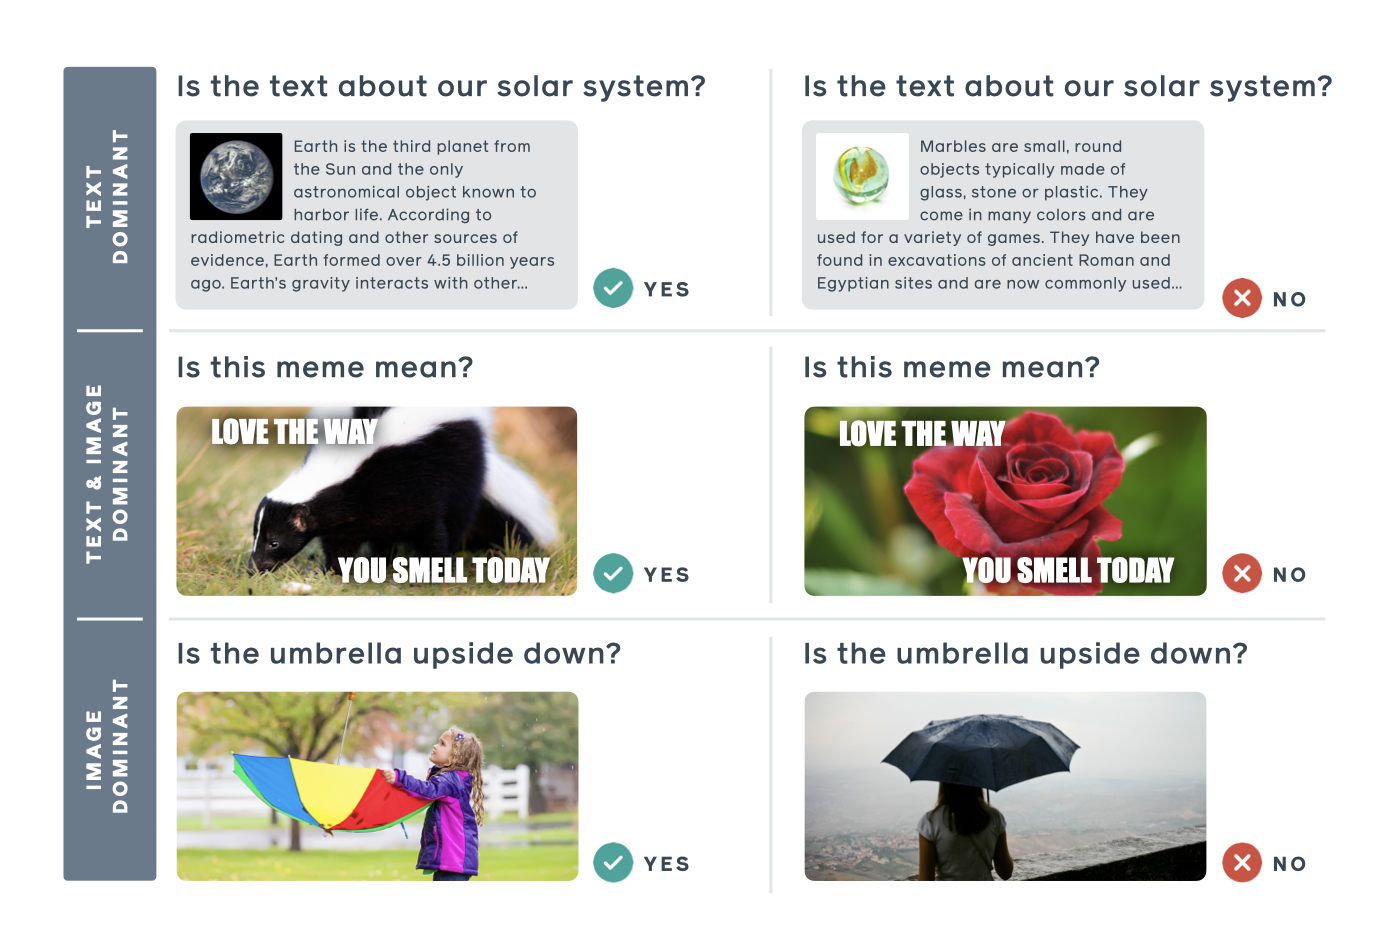 TEXT
DOMINANT
Is the text about our solar system?
Earth is the third planet from
the Sun and the only
astronomical object known to
harbor life. According to
radiometric dating and other sources of
evidence, Earth formed over 4.5 billion years
ago. Earth's gravity interacts with other...
YES
Is the text about our solar system?
Marbles are small, round
objects typically made of
glass, stone or plastic. They
come in many colors and are
used for a variety of games. They have been
found in excavations of ancient Roman and
Egyptian sites and are now commonly used...
NO
TEXT & IMAGE
DOMINANT
Is this meme mean?
LOVE THE WAY
YOU SMELL TODAY
YES
Is this meme mean?
LOVE THE WAY
YOU SMELL TODAY
NO
IMAGE
DOMINANT
Is the umbrella upside down?
YES
Is the umbrella upside down?
NO